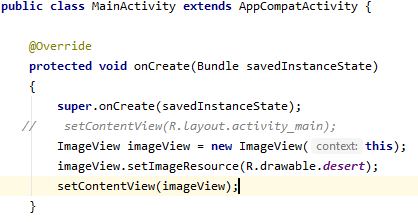 public class MainActivity extends AppCompatActivity {
@Override
protected void onCreate(Bundle savedInstanceState)
{
super.onCreate(savedInstanceState);
// setContentView(R.layout.activity_main);
ImageView imageView = new ImageView( context: this);
imageView.setImageResource(R.drawable.desert);
setContentView(imageView);
}